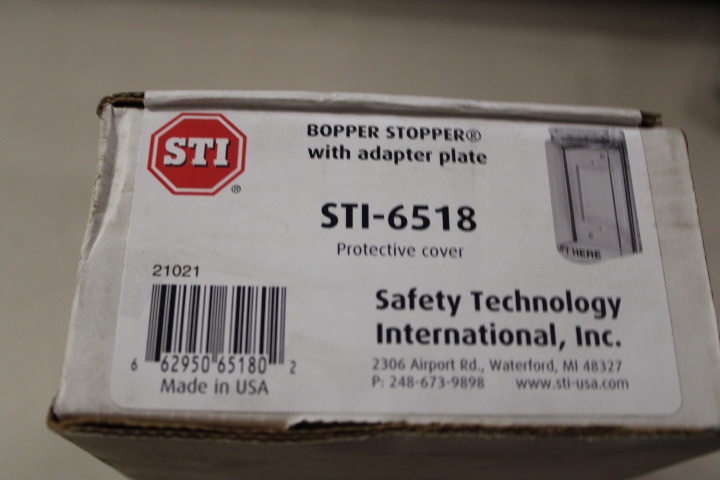 STI®
BOPPER STOPPER®
with adapter plate
STI-6518
Protective cover
HERE
21021
6 62950 65180 2
Made in USA
Safety Technology
International, Inc.
2306 Airport Rd., Waterford, MI 48327
P: 248-673-9898 www.sti-usa.com